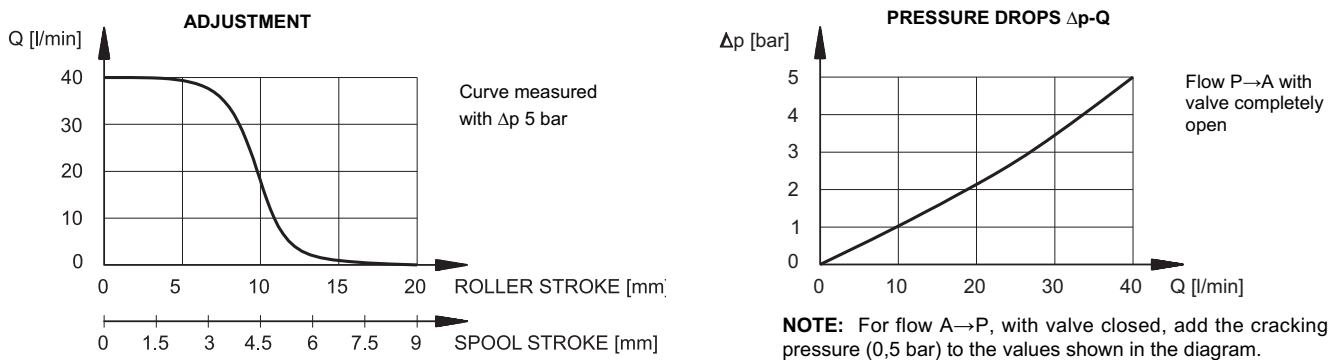 ADJUSTMENT
Q [l/min]
40
30
20
10
0
0 5 10 15 20 ROLLER STROKE [mm]
0 1.5 3 4.5 6 7.5 9 SPOOL STROKE [mm]
Curve measured
with Δp 5 bar
PRESSURE DROPS Δp-Q
Δp [bar]
5
4
3
2
1
0
0 10 20 30 40 Q [l/min]
Flow P→A with
valve completely
open
NOTE: For flow A→P, with valve closed, add the cracking
pressure (0,5 bar) to the values shown in the diagram.